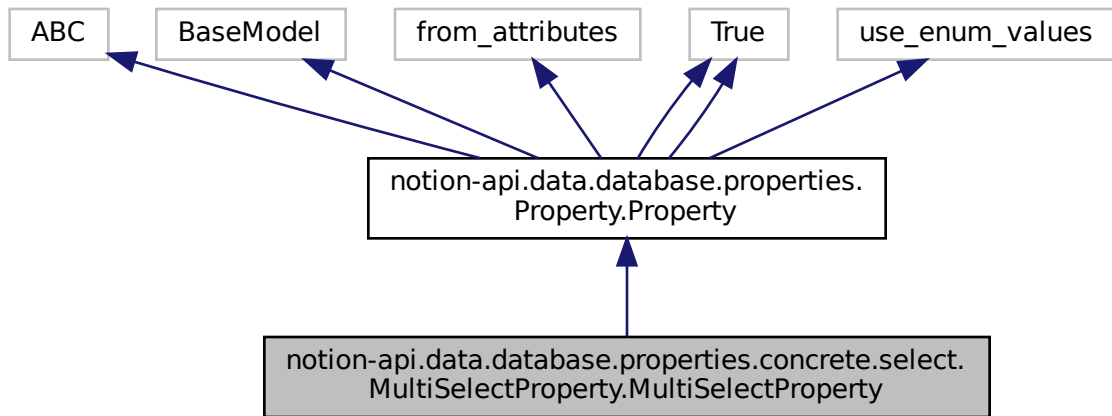 ABC
BaseModel
from_attributes
True
use_enum_values
notion-api.data.database.properties.
Property.Property
notion-api.data.database.properties.concrete.select.
MultiSelectProperty.MultiSelectProperty